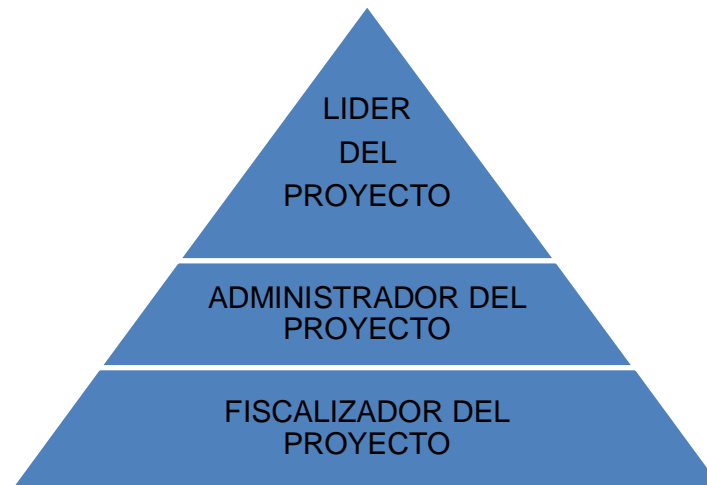 LIDER
DEL
PROYECTO
ADMINISTRADOR DEL
PROYECTO
FISCALIZADOR DEL
PROYECTO